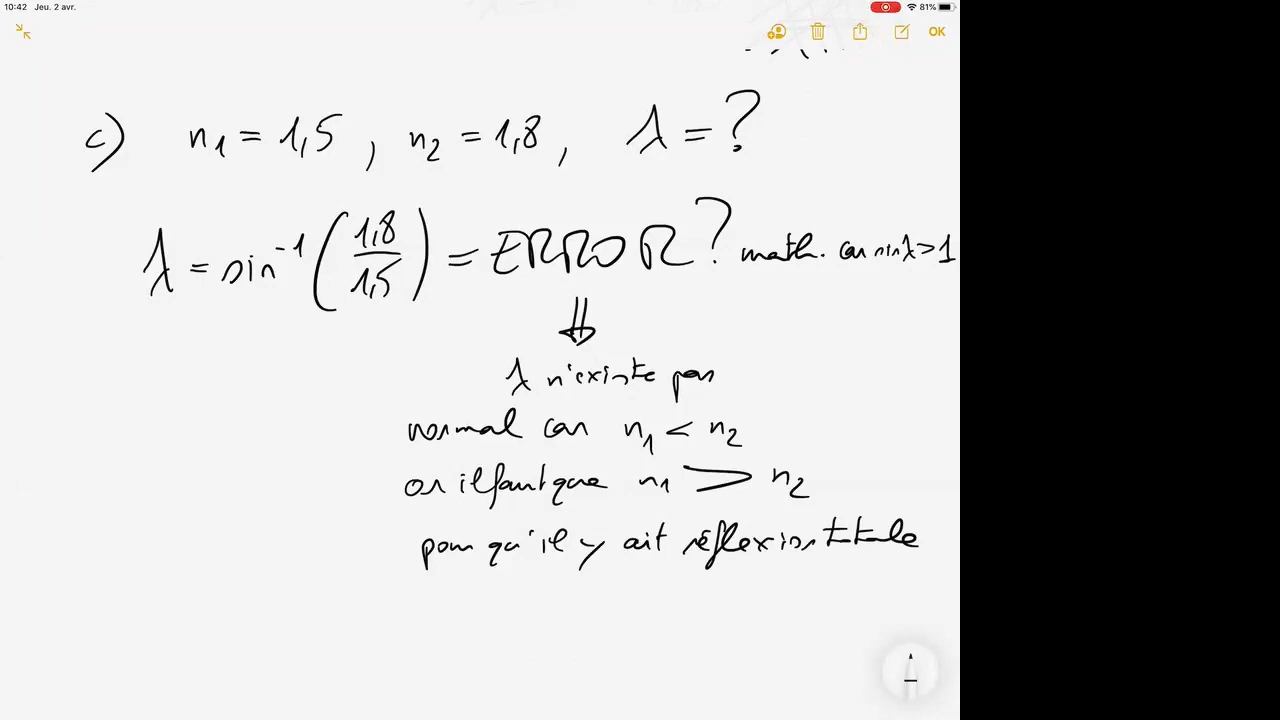 10:42 Jeu. 2 avr. 81%
OK
c) n1 = 1,5 , n2 = 1,8 , λ = ?
λ = sin⁻¹ (1,8/1,5) = ERROR ? math. car sin λ > 1
⇓
λ n'existe pas
normal car n1 < n2
or il faut que n1 > n2
pour qu'il y ait réflexion totale